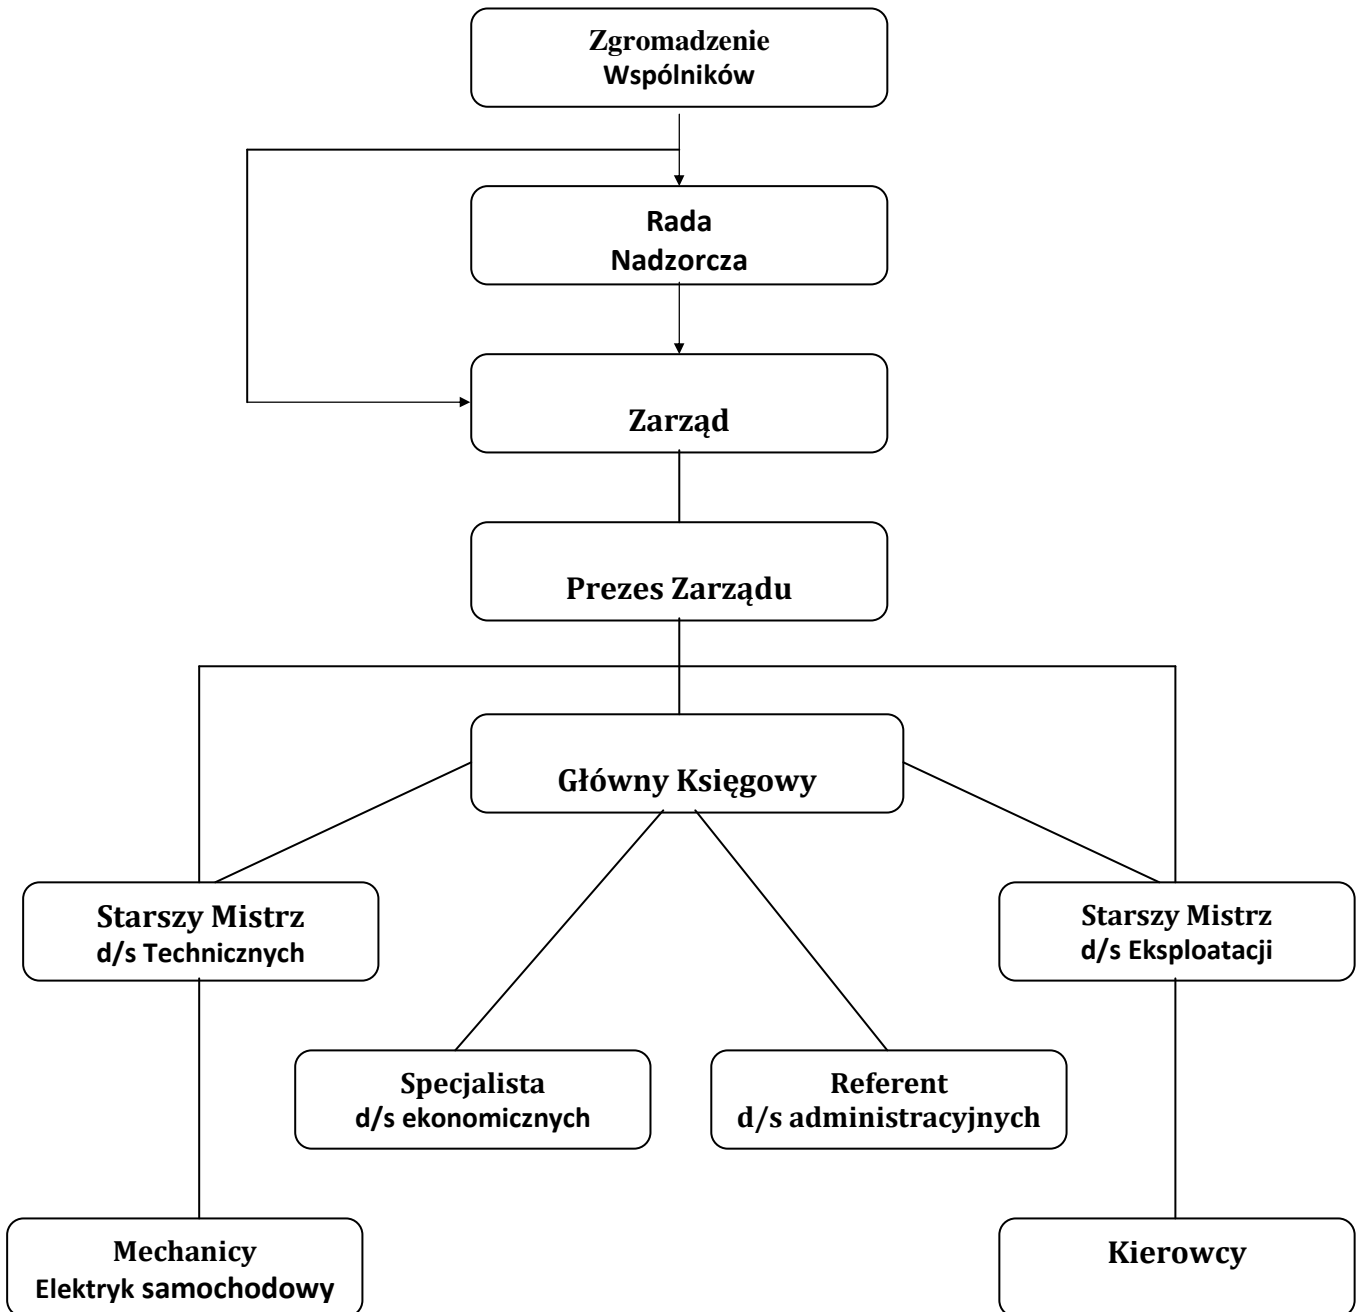 Zgromadzenie
Wspólników
Rada
Nadzorcza
Zarząd
Prezes Zarządu
Główny Księgowy
Starszy Mistrz
d/s Technicznych
Starszy Mistrz
d/s Eksploatacji
Specjalista
d/s ekonomicznych
Referent
d/s administracyjnych
Mechanicy
Elektryk samochodowy
Kierowcy